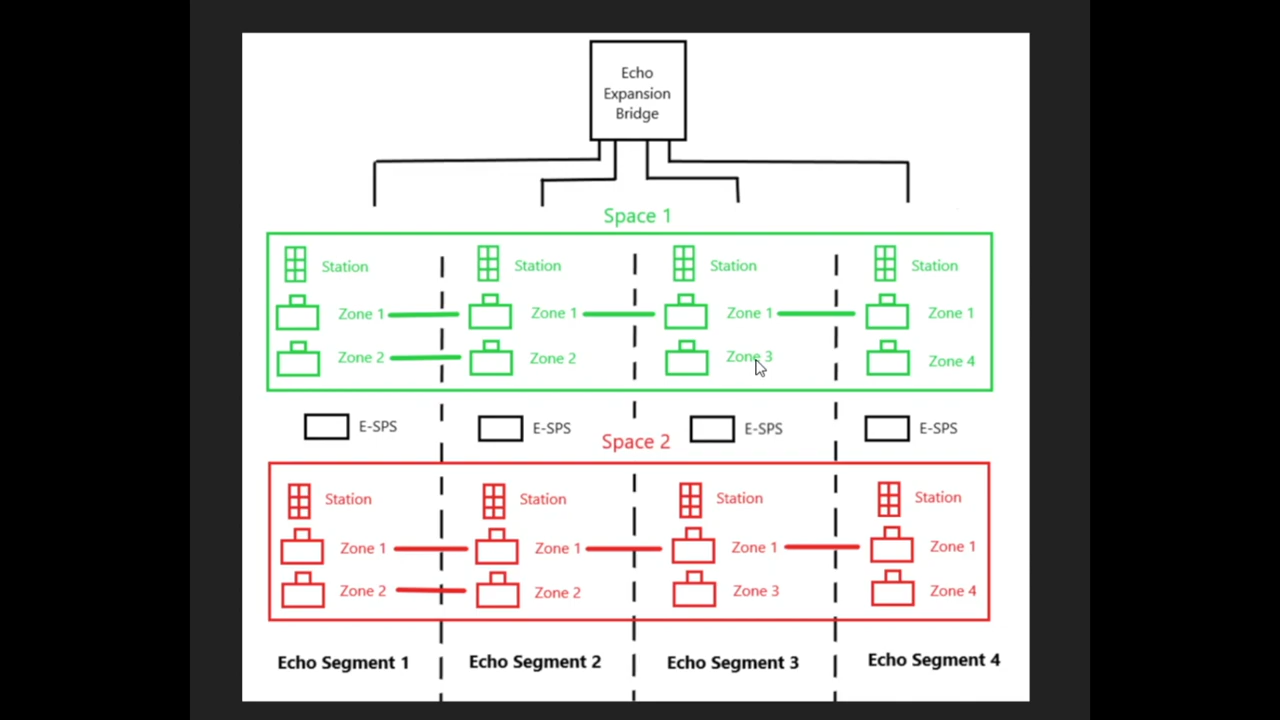 Echo
Expansion
Bridge
Space 1
Station Station Station Station
Zone 1 Zone 1 Zone 1 Zone 1
Zone 2 Zone 2 Zone 3 Zone 4
E-SPS E-SPS E-SPS E-SPS
Space 2
Station Station Station Station
Zone 1 Zone 1 Zone 1 Zone 1
Zone 2 Zone 2 Zone 3 Zone 4
Echo Segment 1 Echo Segment 2 Echo Segment 3 Echo Segment 4